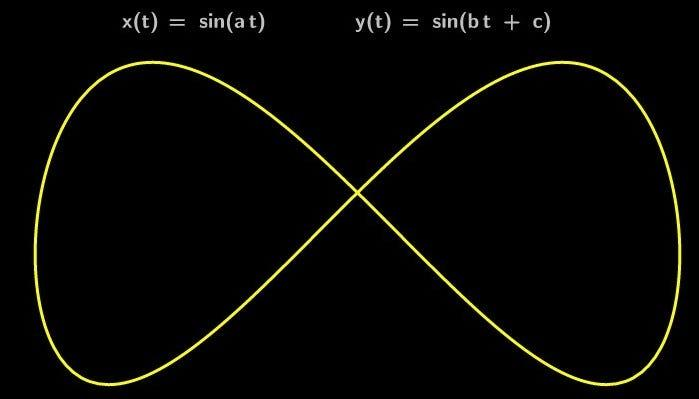 x(t) = sin(a t) y(t) = sin(b t + c)